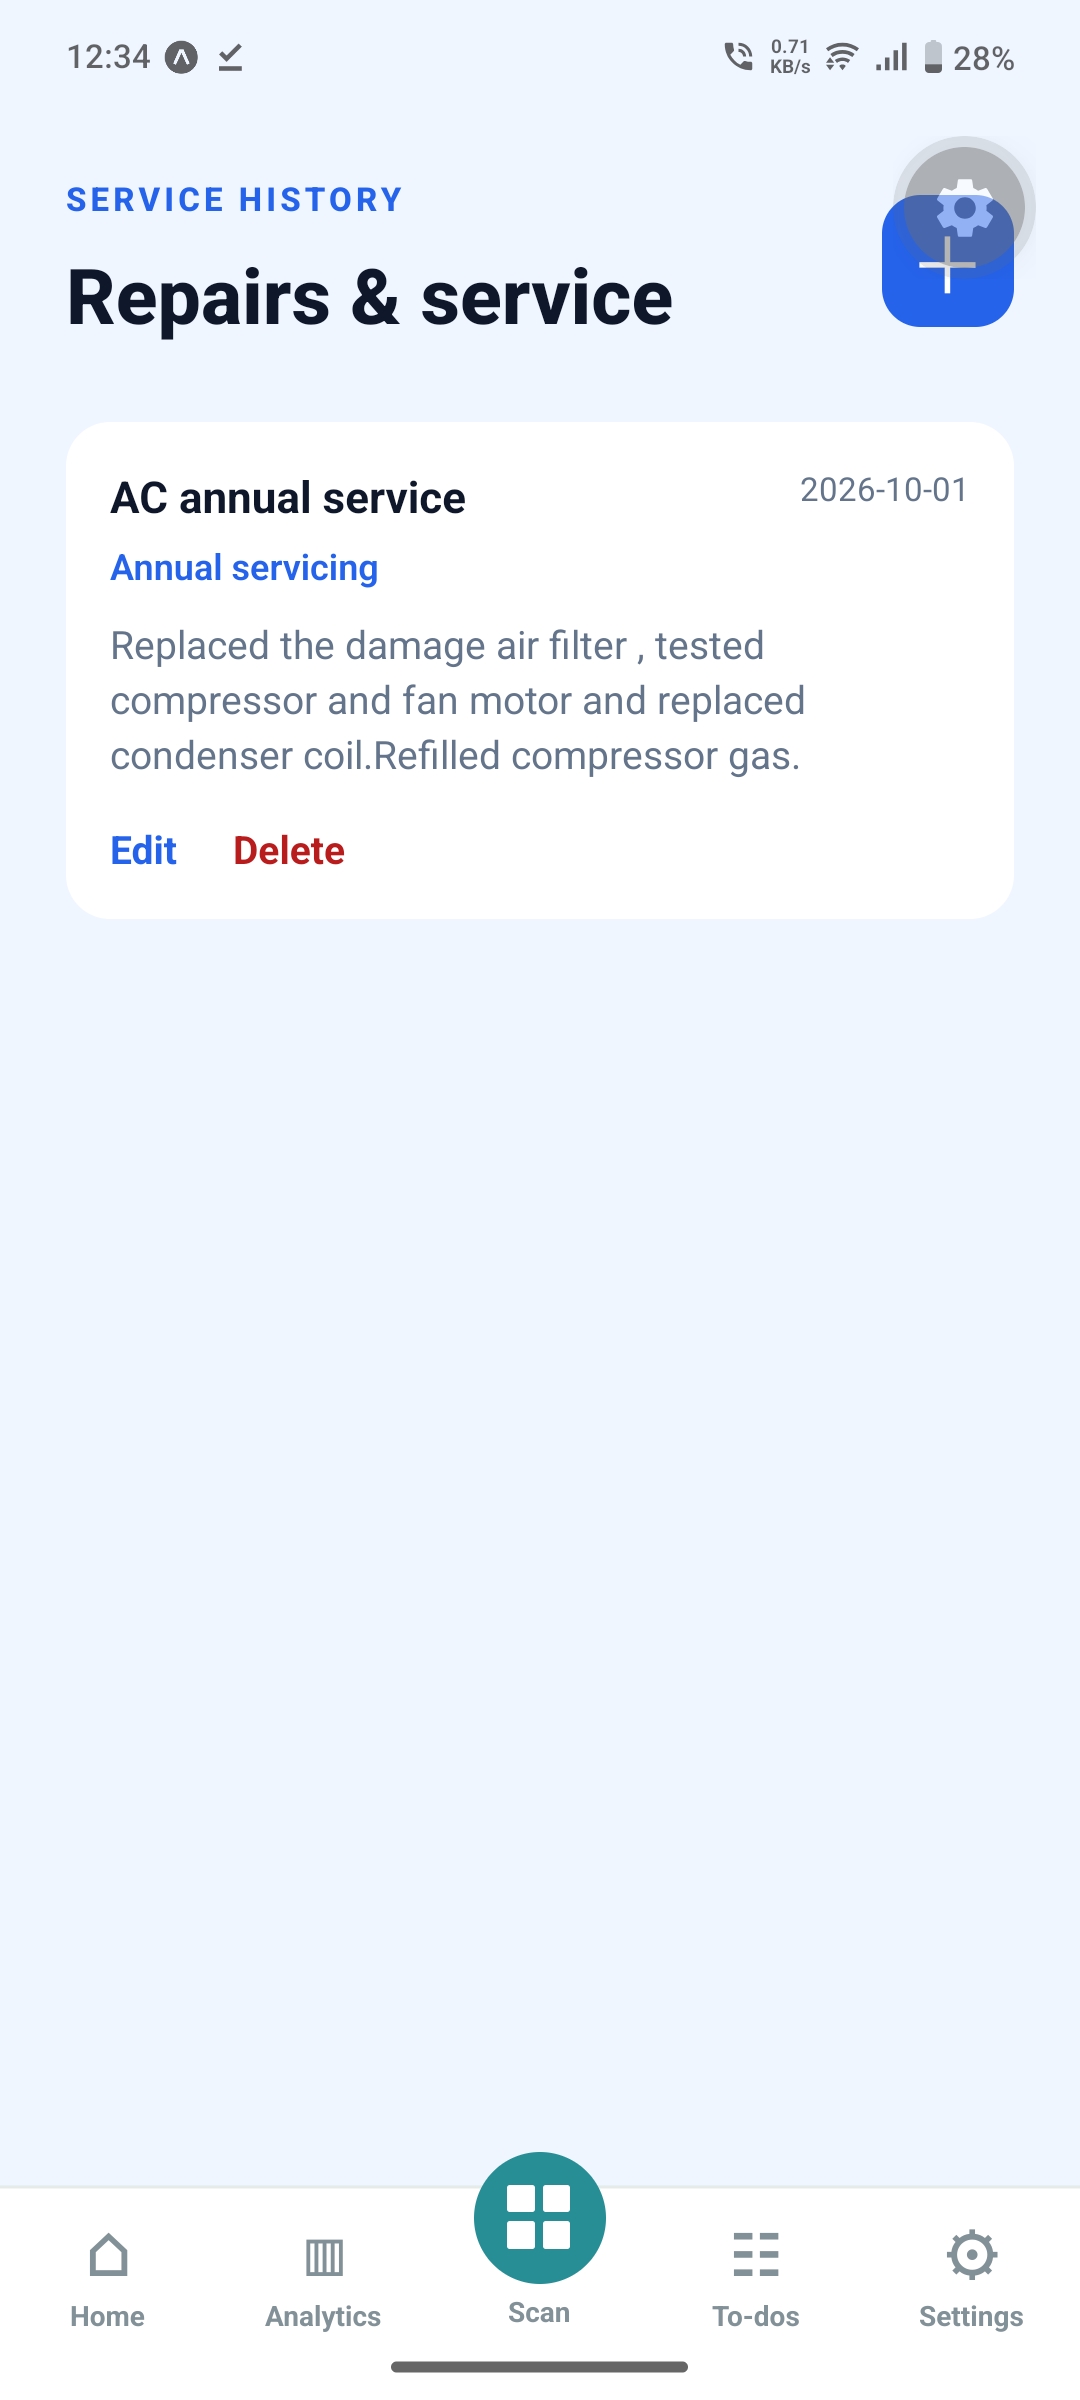 12:34
0.71
KB/s
28%
SERVICE HISTORY
Repairs & service
AC annual service
2026-10-01
Annual servicing
Replaced the damage air filter , tested
compressor and fan motor and replaced
condenser coil.Refilled compressor gas.
Edit Delete
Home
Analytics
Scan
To-dos
Settings